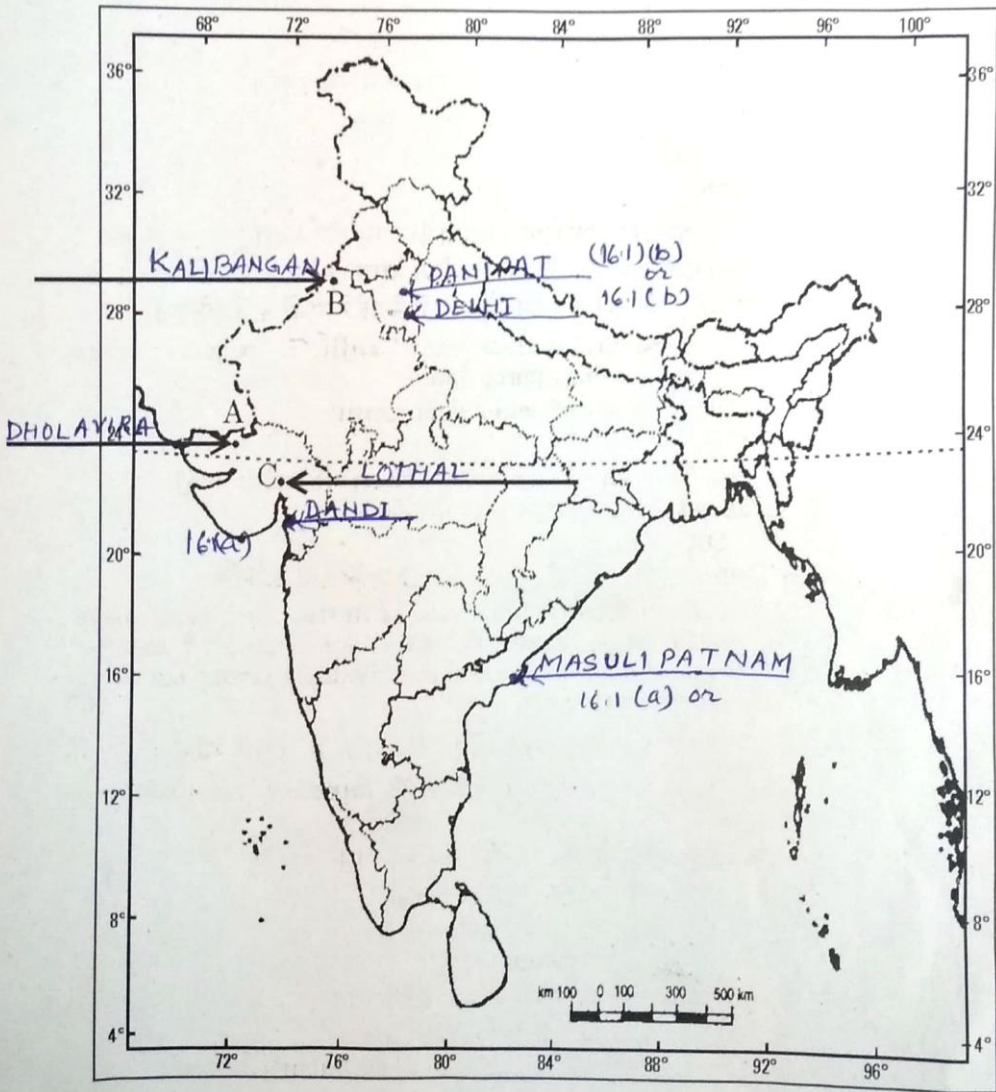 68° 72° 76° 80° 84° 88° 92° 96° 100°
36° 36°
32° 32°
KALIBANGAN
B
PANIPAT
(16.1)(b)
or
DELHI
16.1(b)
28° 28°
A
DHOLAVIRA
24° 24°
C
LOTHAL
DANDI
16.1(a)
20° 20°
MASULIPATNAM
16° 16°
16.1 (a) or
12° 12°
8° 8°
km 100 0 100 300 500 km
4° 4°
72° 76° 80° 84° 88° 92° 96°